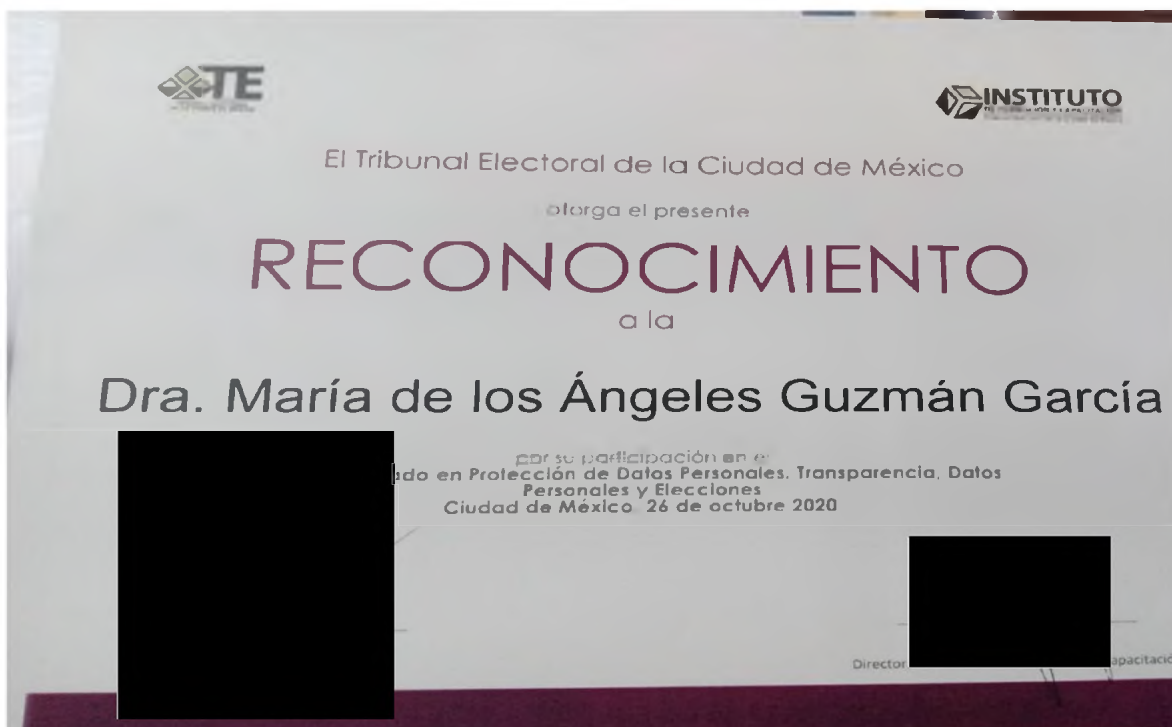 TE
INSTITUTO
El Tribunal Electoral de la Ciudad de México
otorga el presente
RECONOCIMIENTO
a la
Dra. María de los Ángeles Guzmán García
por su participación en el
do en Protección de Datos Personales. Transparencia, Datos
Personales y Elecciones
Ciudad de México 26 de octubre 2020
Director